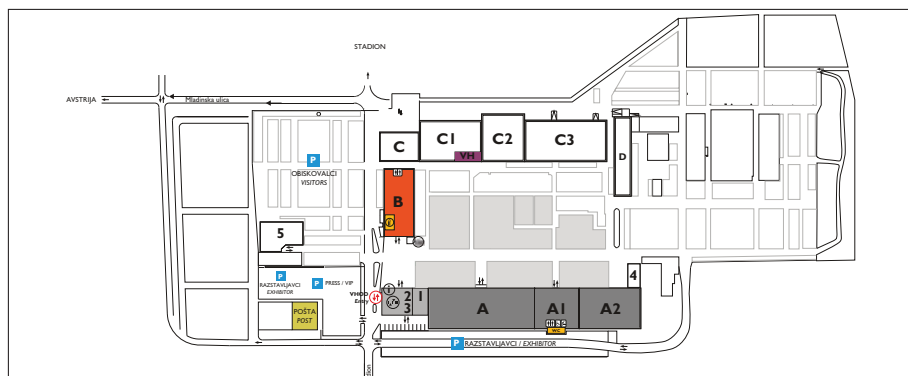 STADION
AVSTRIJA
Mladinska ulica
C
C1
C2
C3
VH
D
P
OBISKOVALCI
VISITORS
B
5
P
RAZSTAVLJAVCI
EXHIBITOR
P PRESS / VIP
VHOD
Entry
i
2
3
1
A
A1
A2
4
WC
POŠTA
POST
P RAZSTAVLJAVCI / EXHIBITOR